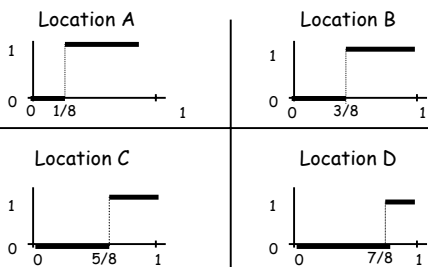 Location A
1
0
0 1/8 1
Location B
1
0
0 3/8 1
Location C
1
0
0 5/8 1
Location D
1
0
0 7/8 1